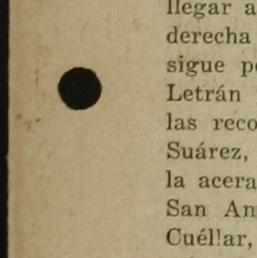 llegar a
derecha
sigue p
Letrán
las reco
Suárez,
la acera
San An
Cuéllar,